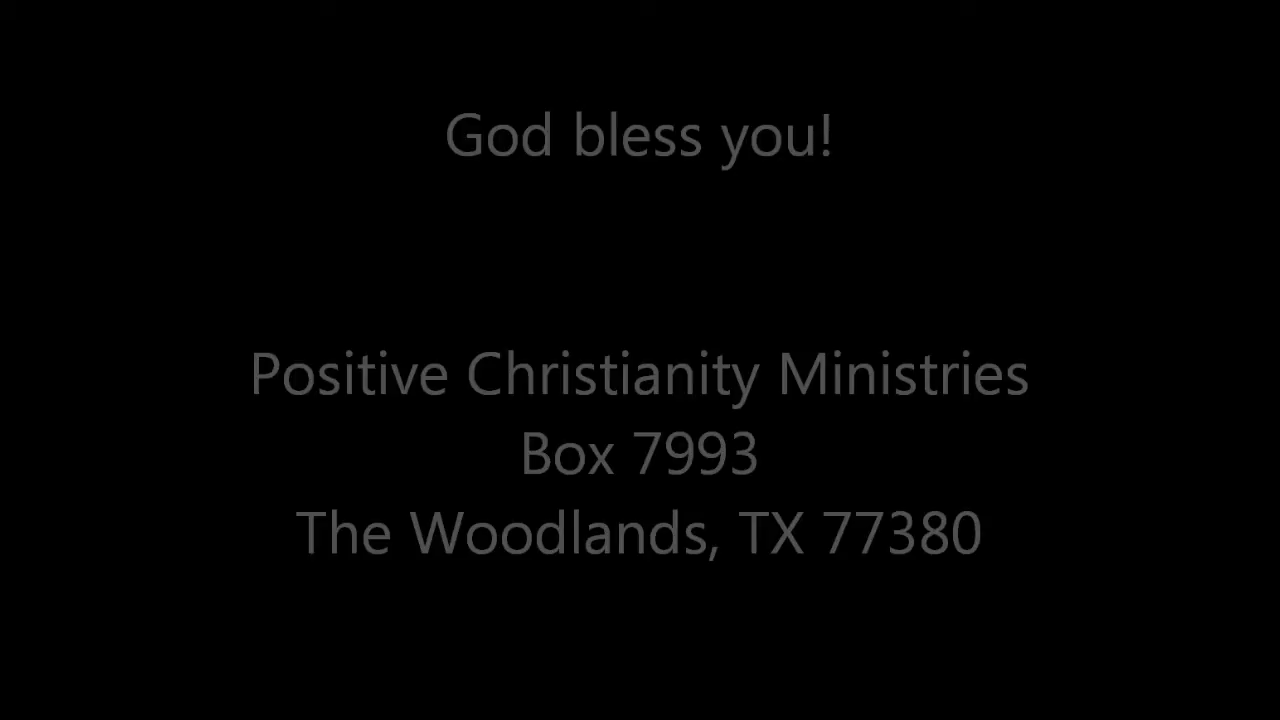 God bless you!
Positive Christianity Ministries
Box 7993
The Woodlands, TX 77380